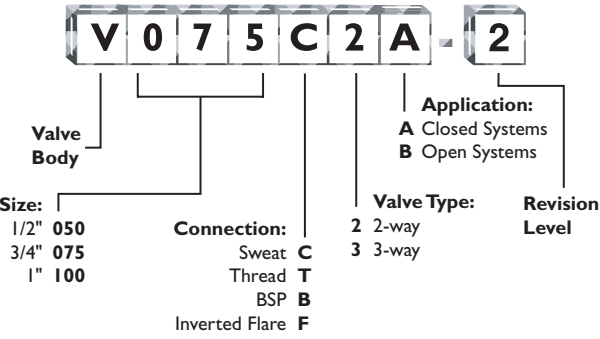 V075C2A-2
Valve
Body
Size:
1/2" 050
3/4" 075
1" 100
Connection:
Sweat C
Thread T
BSP B
Inverted Flare F
Valve Type:
2 2-way
3 3-way
Application:
A Closed Systems
B Open Systems
Revision
Level